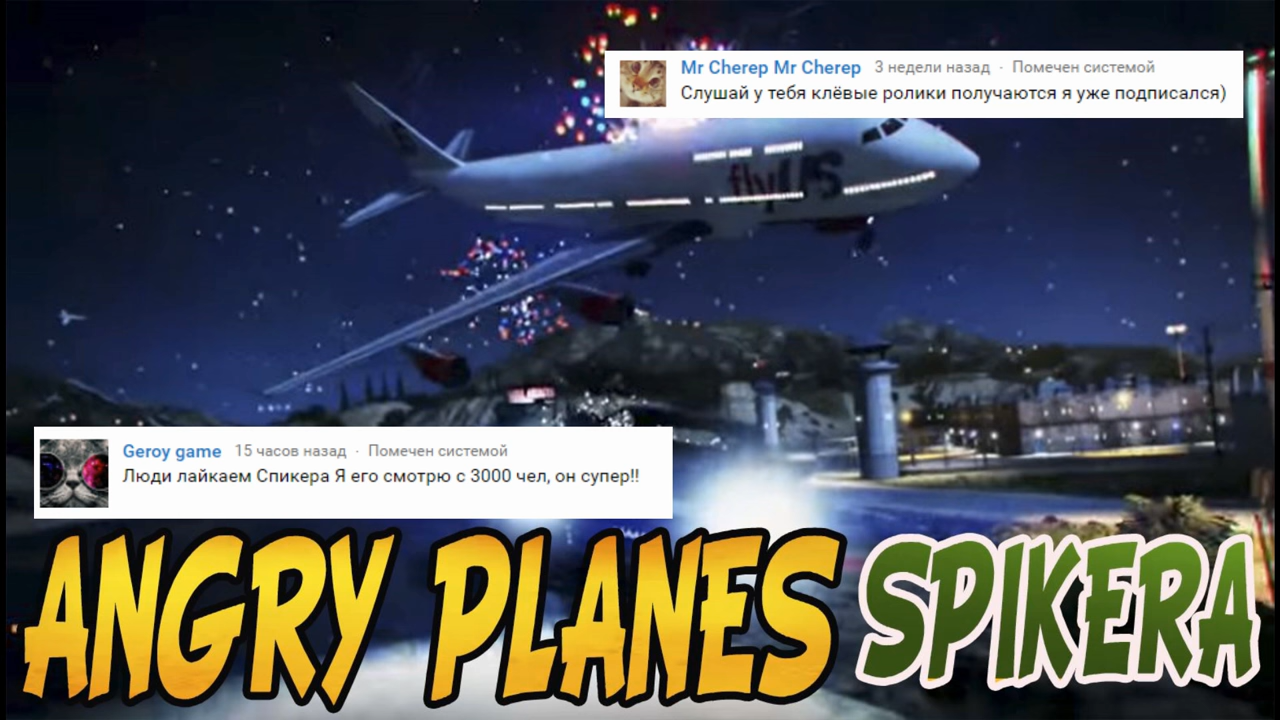 Mr Cherep Mr Cherep 3 недели назад · Помечен системой
Слушай у тебя клёвые ролики получаются я уже подписался)
flyUS
Geroy game 15 часов назад · Помечен системой
Люди лайкаем Спикера Я его смотрю с 3000 чел, он супер!!
ANGRY PLANES SPIKERA